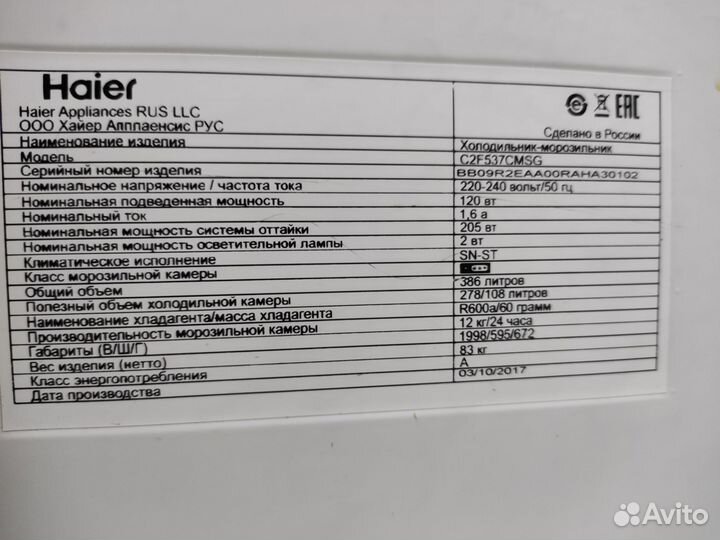 Haier
Haier Appliances RUS LLC
ООО Хайер Апплаенсис РУС
EAC
Сделано в России
Наименование изделия Холодильник-морозильник
Модель C2F537CMSG
Серийный номер изделия BB09R2EAA00RAHA30102
Номинальное напряжение / частота тока 220-240 вольт/50 гц
Номинальная подведенная мощность 120 вт
Номинальный ток 1,6 а
Номинальная мощность системы оттайки 205 вт
Номинальная мощность осветительной лампы 2 вт
Климатическое исполнение SN-ST
Класс морозильной камеры
Общий объем 386 литров
Полезный объем холодильной камеры 278/108 литров
Наименование хладагента/масса хладагента R600a/60 грамм
Производительность морозильной камеры 12 кг/24 часа
Габариты (В/Ш/Г) 1998/595/672
Вес изделия (нетто) 83 кг
Класс энергопотребления A
Дата производства 03/10/2017
Avito